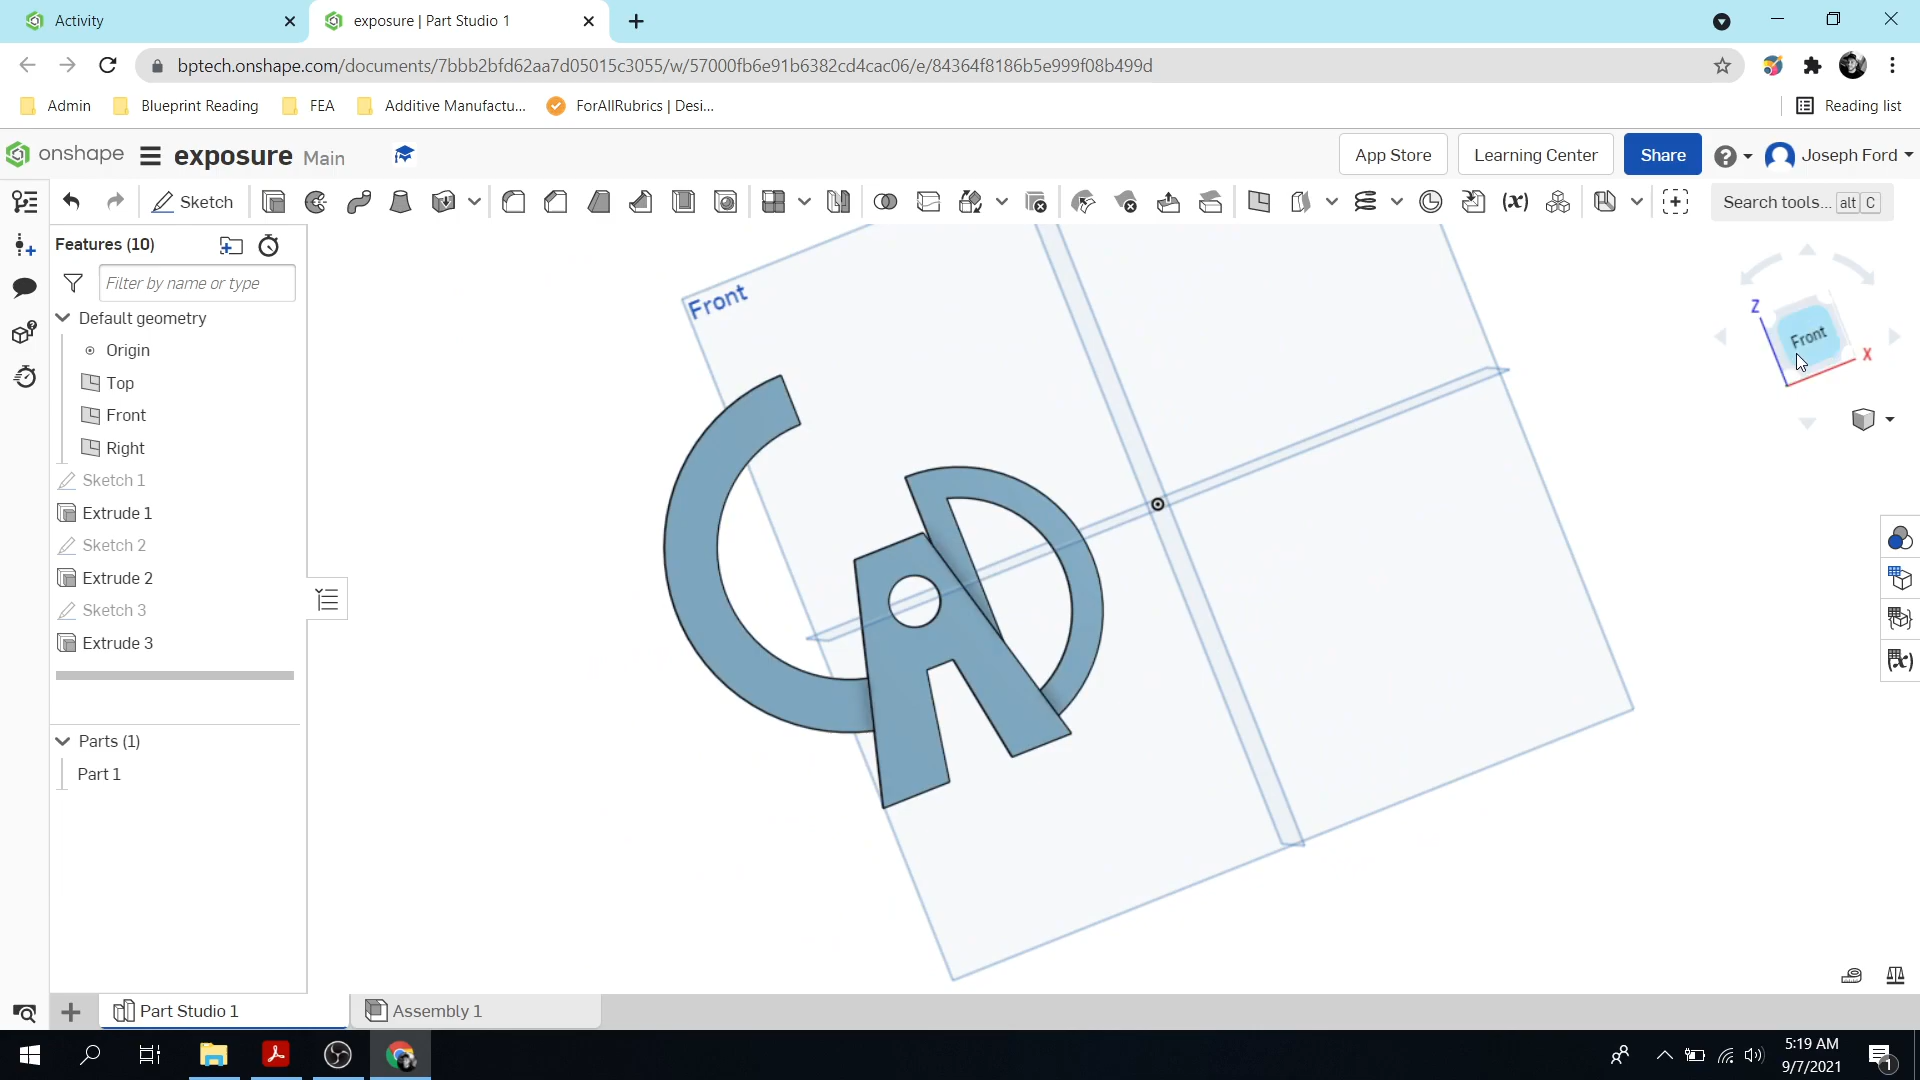 Activity
exposure | Part Studio 1
bptech.onshape.com/documents/7bbb2bfd62aa7d05015c3055/w/57000fb6e91b6382cd4cac06/e/84364f8186b5e999f08b499d
Admin
Blueprint Reading
FEA
Additive Manufactu...
ForAllRubrics | Desi...
Reading list
onshape
exposure Main
App Store
Learning Center
Share
Joseph Ford
Sketch
Search tools... alt C
Features (10)
Filter by name or type
Default geometry
Origin
Top
Front
Right
Sketch 1
Extrude 1
Sketch 2
Extrude 2
Sketch 3
Extrude 3
Parts (1)
Part 1
Front
Z
Front
X
(x)
(x)
Part Studio 1
Assembly 1
5:19 AM
9/7/2021
1